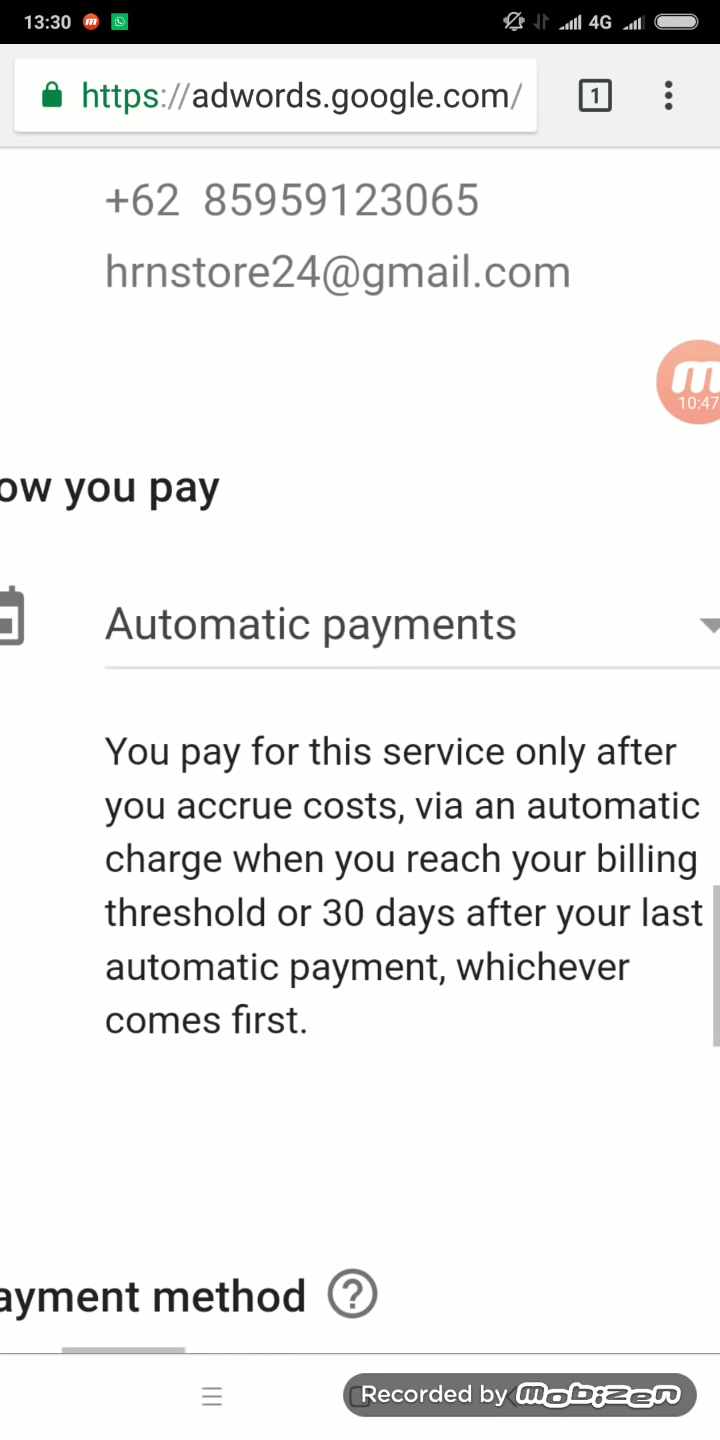 13:30
4G
https://adwords.google.com/
1
+62 85959123065
hrnstore24@gmail.com
m
10:47
ow you pay
Automatic payments
You pay for this service only after
you accrue costs, via an automatic
charge when you reach your billing
threshold or 30 days after your last
automatic payment, whichever
comes first.
ayment method ?
Recorded by mobizen